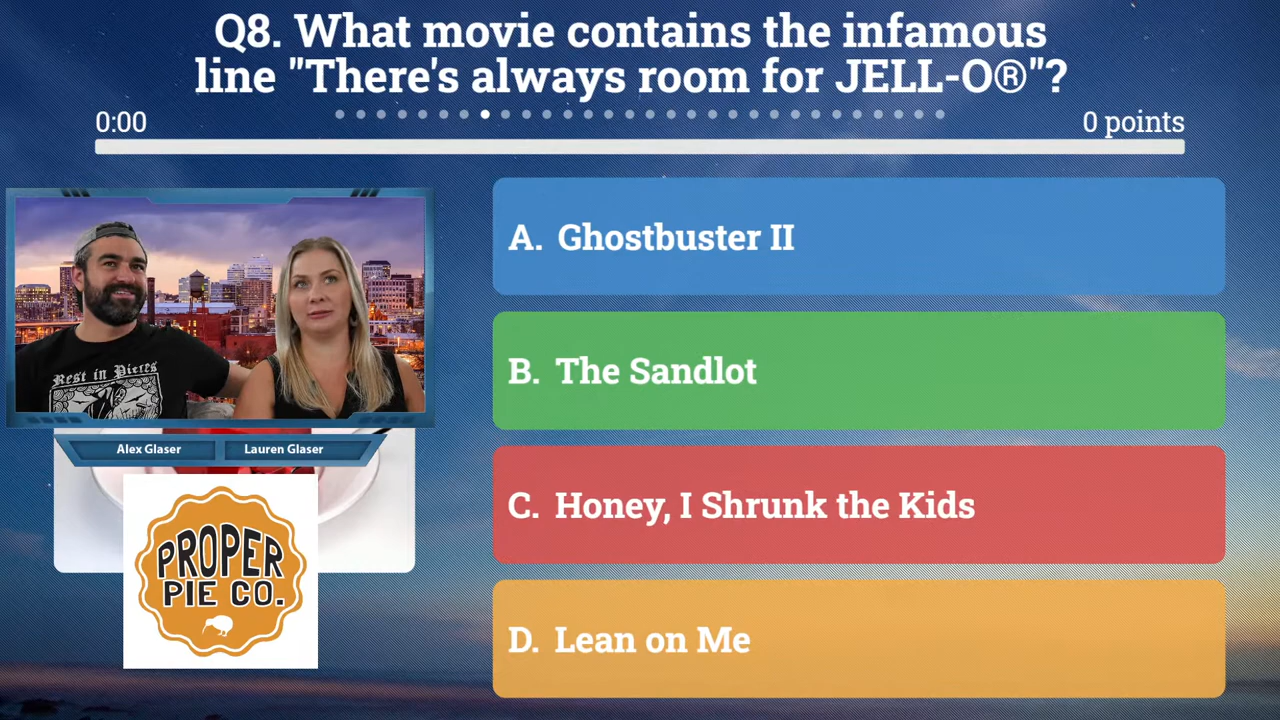 Q8. What movie contains the infamous
line "There's always room for JELL-O®"?
0:00
0 points
A. Ghostbuster II
B. The Sandlot
C. Honey, I Shrunk the Kids
D. Lean on Me
Rest in Pieces
Alex Glaser
Lauren Glaser
PROPER
PIE CO.